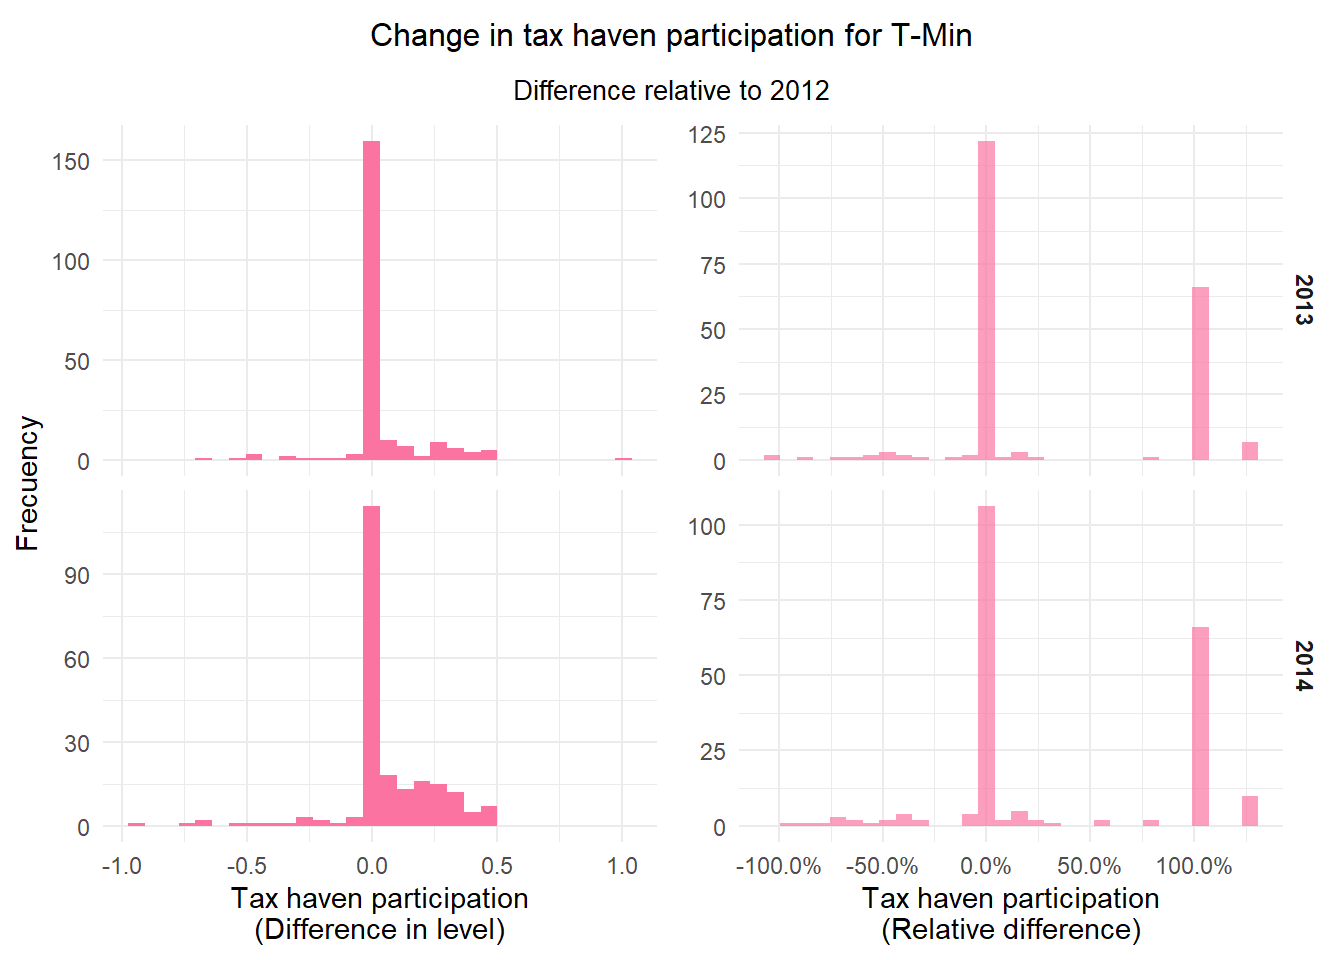 Change in tax haven participation for T-Min
Difference relative to 2012
Frecuency
150
100
50
0
125
100
75
50
25
0
2013
90
60
30
0
100
75
50
25
0
2014
-1.0 -0.5 0.0 0.5 1.0
-100.0% -50.0% 0.0% 50.0% 100.0%
Tax haven participation
(Difference in level)
Tax haven participation
(Relative difference)